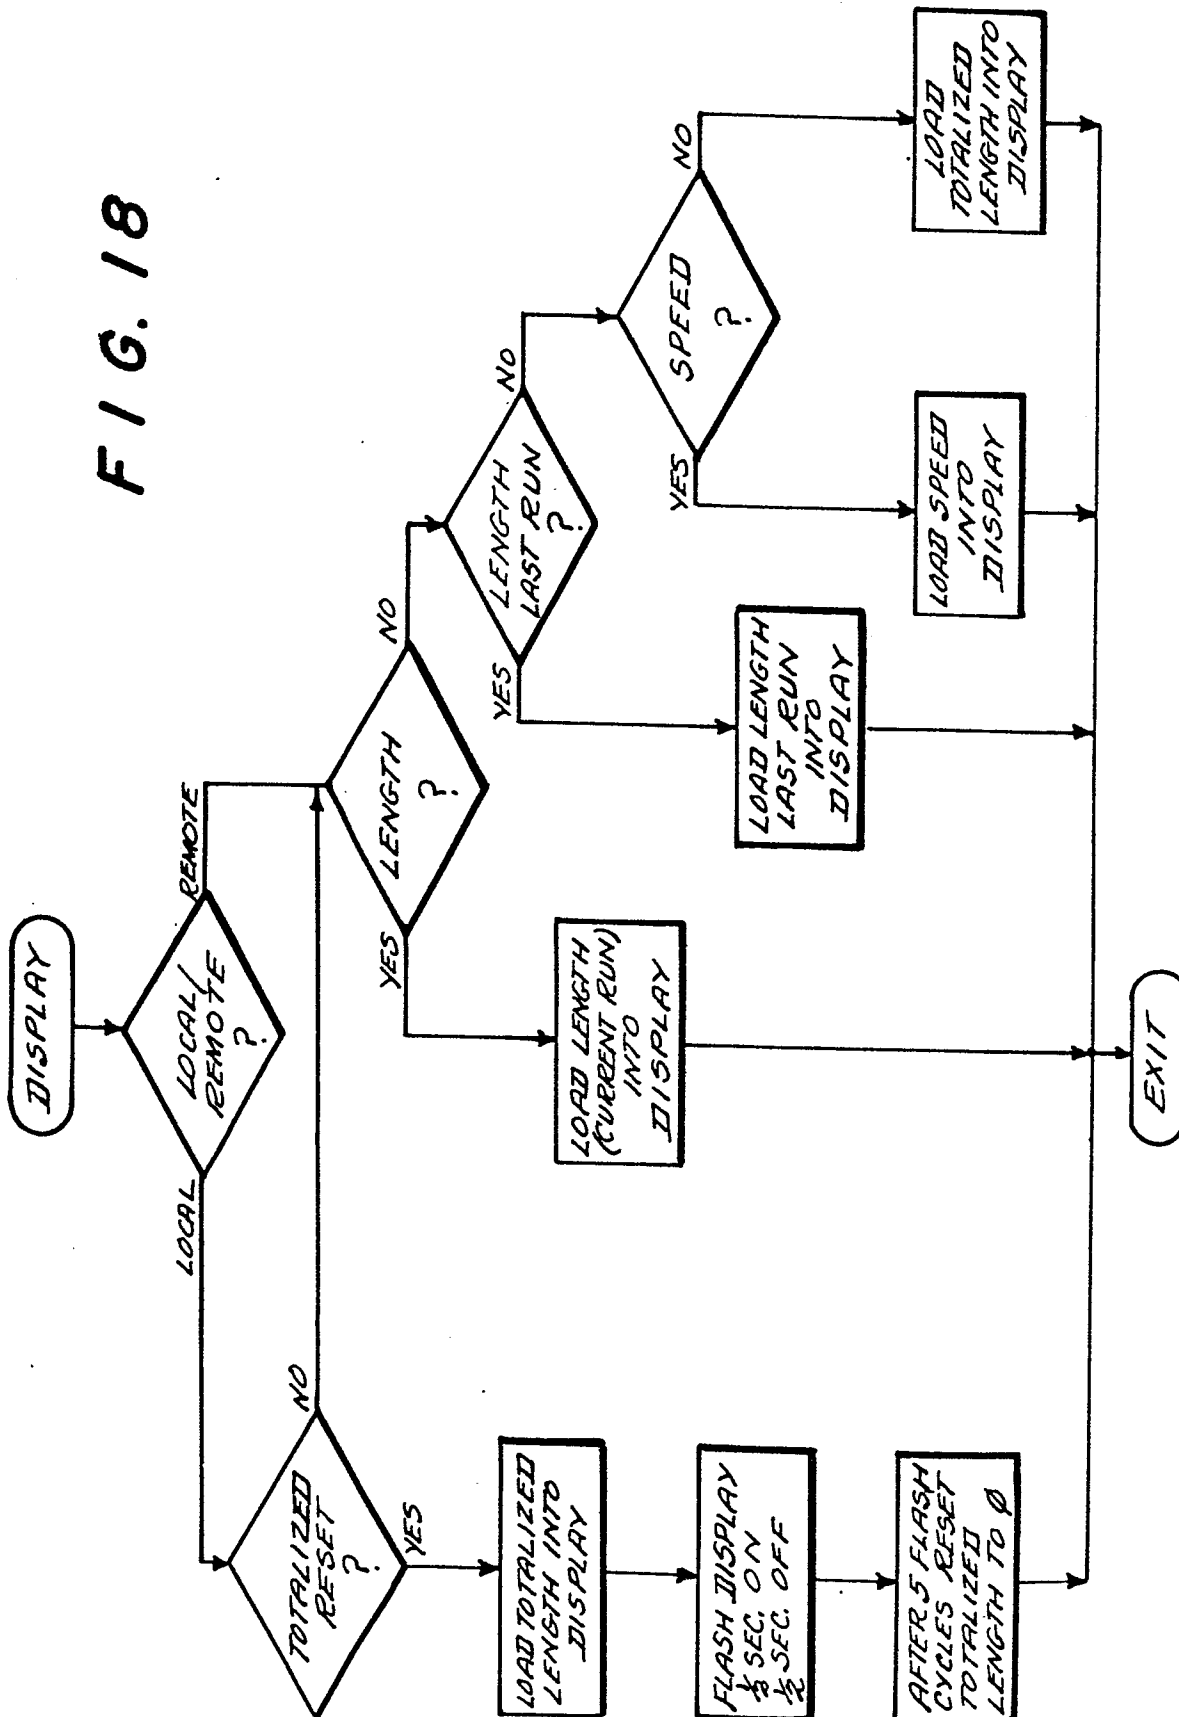 FIG. 18
DISPLAY
LOCAL/
REMOTE
?
LOCAL
REMOTE
TOTALIZED
RESET
?
NO
YES
LENGTH
?
YES
NO
LENGTH
LAST RUN
?
YES
NO
SPEED
?
YES
NO
LOAD TOTALIZED
LENGTH INTO
DISPLAY
FLASH DISPLAY
½ SEC. ON
½ SEC. OFF
AFTER 5 FLASH
CYCLES RESET
TOTALIZED
LENGTH TO Ø
LOAD LENGTH
(CURRENT RUN)
INTO
DISPLAY
LOAD LENGTH
LAST RUN
INTO
DISPLAY
LOAD SPEED
INTO
DISPLAY
LOAD
TOTALIZED
LENGTH INTO
DISPLAY
EXIT